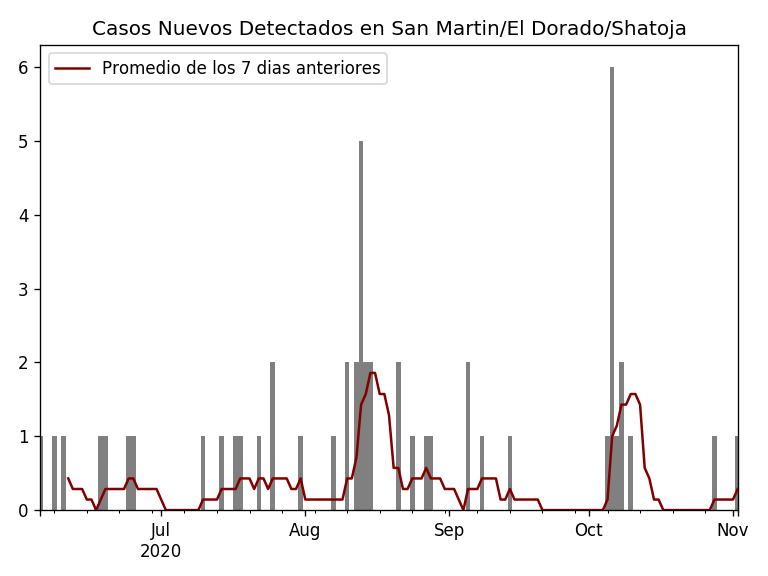 Casos Nuevos Detectados en San Martin/El Dorado/Shatoja
Promedio de los 7 dias anteriores
6
5
4
3
2
1
0
Jul
2020
Aug
Sep
Oct
Nov